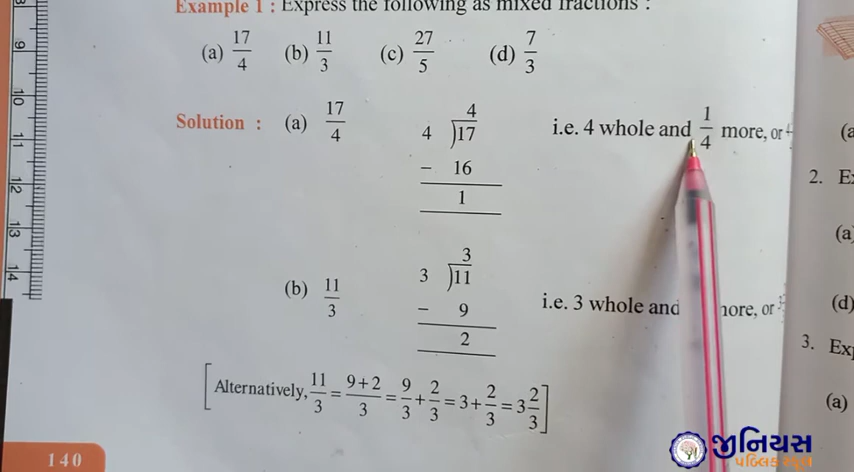 Example 1 : Express the following as mixed fractions :
(a) 17/4 (b) 11/3 (c) 27/5 (d) 7/3
Solution : (a) 17/4
4
4 ) 17
– 16
1
i.e. 4 whole and 1/4 more, or
(b) 11/3
3
3 ) 11
– 9
2
i.e. 3 whole and more, or
[Alternatively, 11/3 = 9+2/3 = 9/3 + 2/3 = 3 + 2/3 = 3 2/3]
140
9
10
11
12
13
14
(a
2.
(a)
(d)
3. Exp
(a)
જીનિયસ
પબ્લિક સ્કૂલ